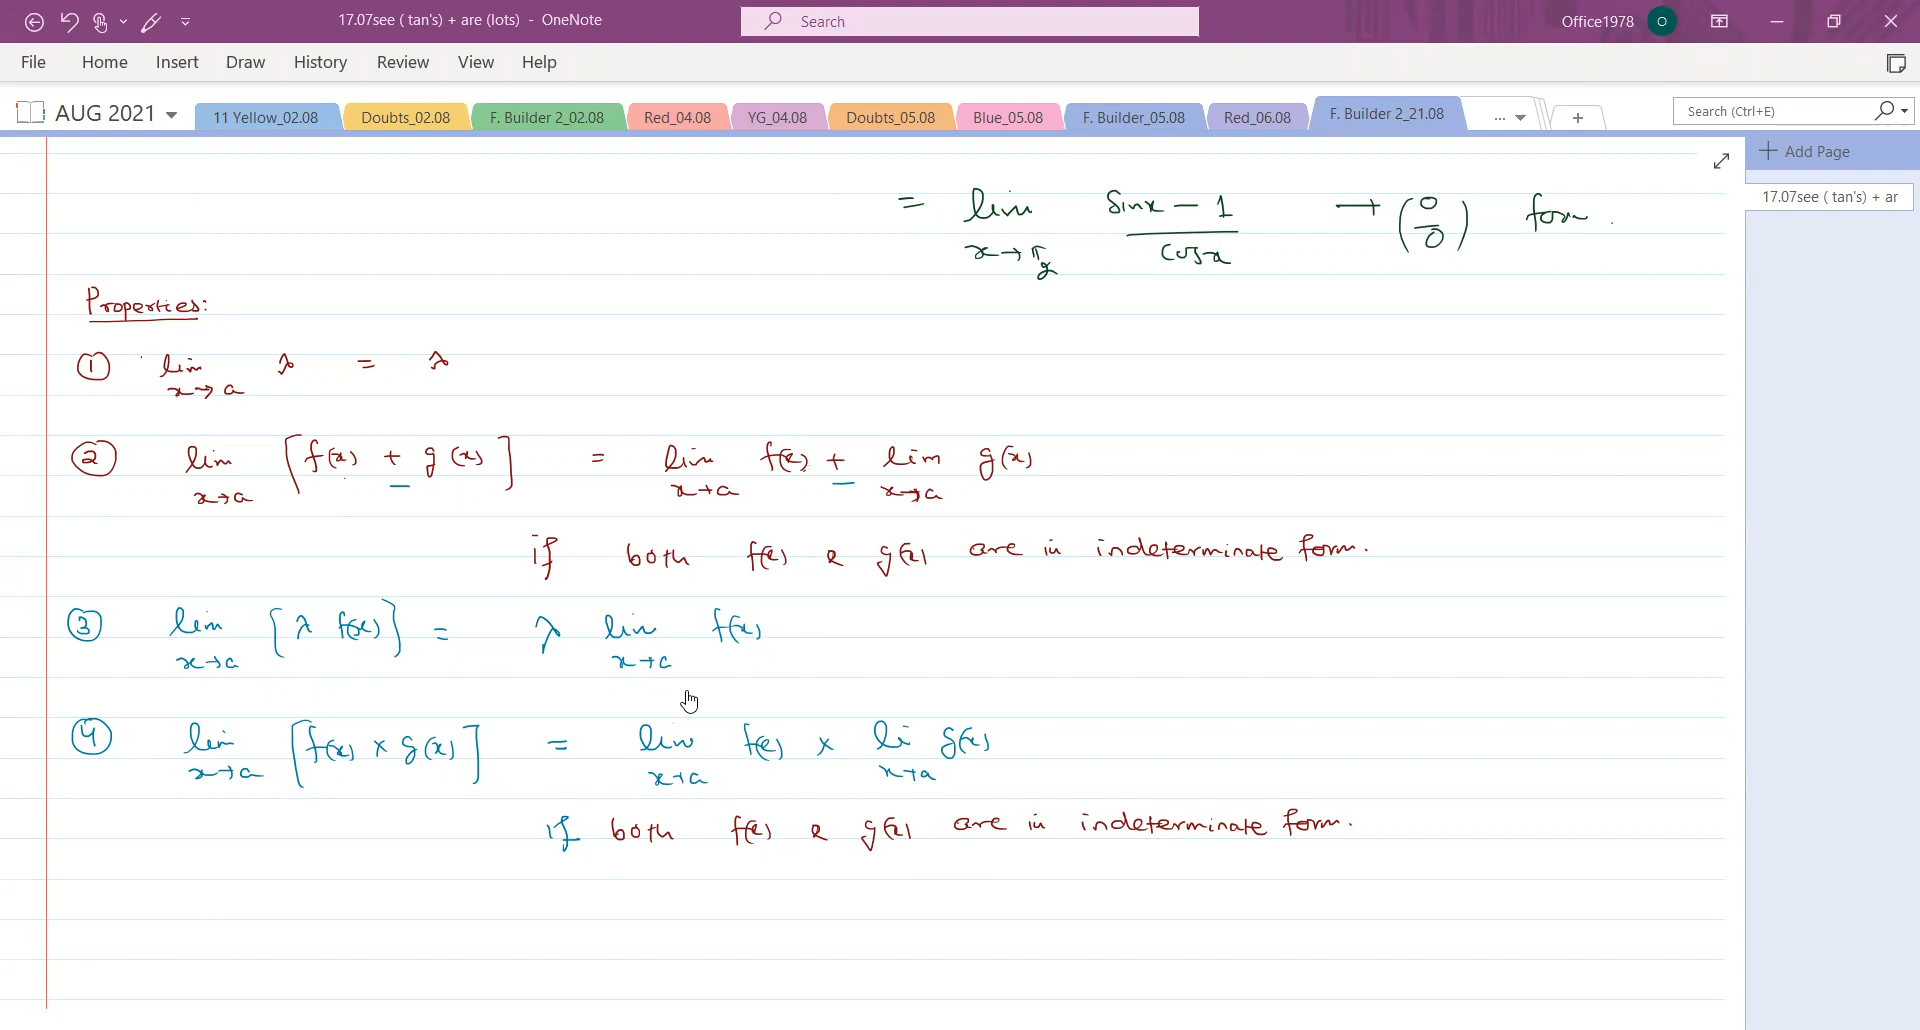 17.07see ( tan's) + are (lots) - OneNote
Search
Office1978
O
File Home Insert Draw History Review View Help
AUG 2021
11 Yellow_02.08 Doubts_02.08 F. Builder 2_02.08 Red_04.08 YG_04.08 Doubts_05.08 Blue_05.08 F. Builder_05.08 Red_06.08 F. Builder 2_21.08 ... +
Search (Ctrl+E)
+ Add Page
17.07see ( tan's) + ar
= lim x→π/2 (sinx - 1)/cosx → (0/0) form.
Properties:
① lim x→a λ = λ
② lim x→a [f(x) + g(x)] = lim x→a f(x) + lim x→a g(x)
if both f(x) & g(x) are in indeterminate form.
③ lim x→a [λ f(x)] = λ lim x→a f(x)
④ lim x→a [f(x) × g(x)] = lim x→a f(x) × li x→a g(x)
if both f(x) & g(x) are in indeterminate form.